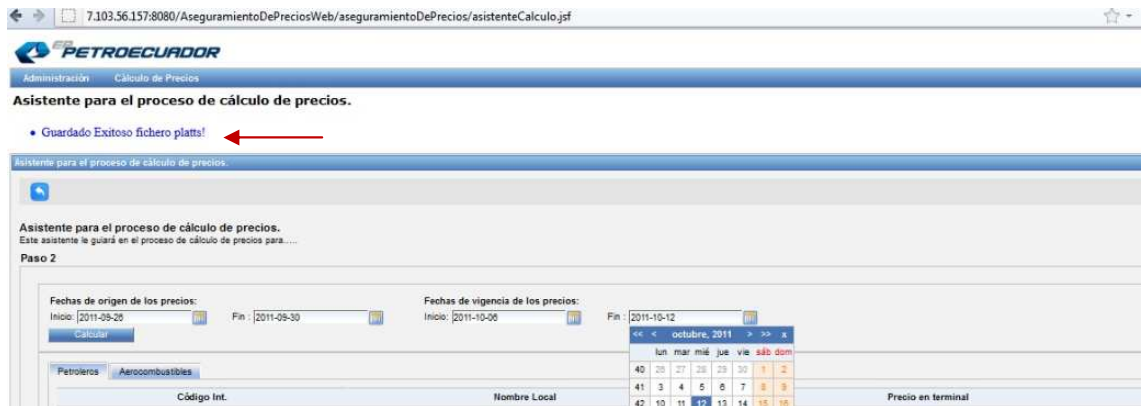 7.103.56.157:8080/AseguramientoDePreciosWeb/aseguramientoDePrecios/asistenteCalculo.jsf
EP PETROECUADOR
Administración Cálculo de Precios
Asistente para el proceso de cálculo de precios.
• Guardado Exitoso fichero platts!
Asistente para el proceso de cálculo de precios.
Asistente para el proceso de cálculo de precios.
Este asistente le guiará en el proceso de cálculo de precios para.....
Paso 2
Fechas de origen de los precios: Fechas de vigencia de los precios:
Inicio: 2011-09-26 Fin : 2011-09-30 Inicio: 2011-10-06 Fin : 2011-10-12
Calcular << < octubre, 2011 > >> x
lun mar mié jue vie sáb dom
Petroleros Aerocombustibles 40 26 27 28 29 30 1 2
41 3 4 5 6 7 8 9
Código Int. Nombre Local Precio en terminal
42 10 11 12 13 14 15 16